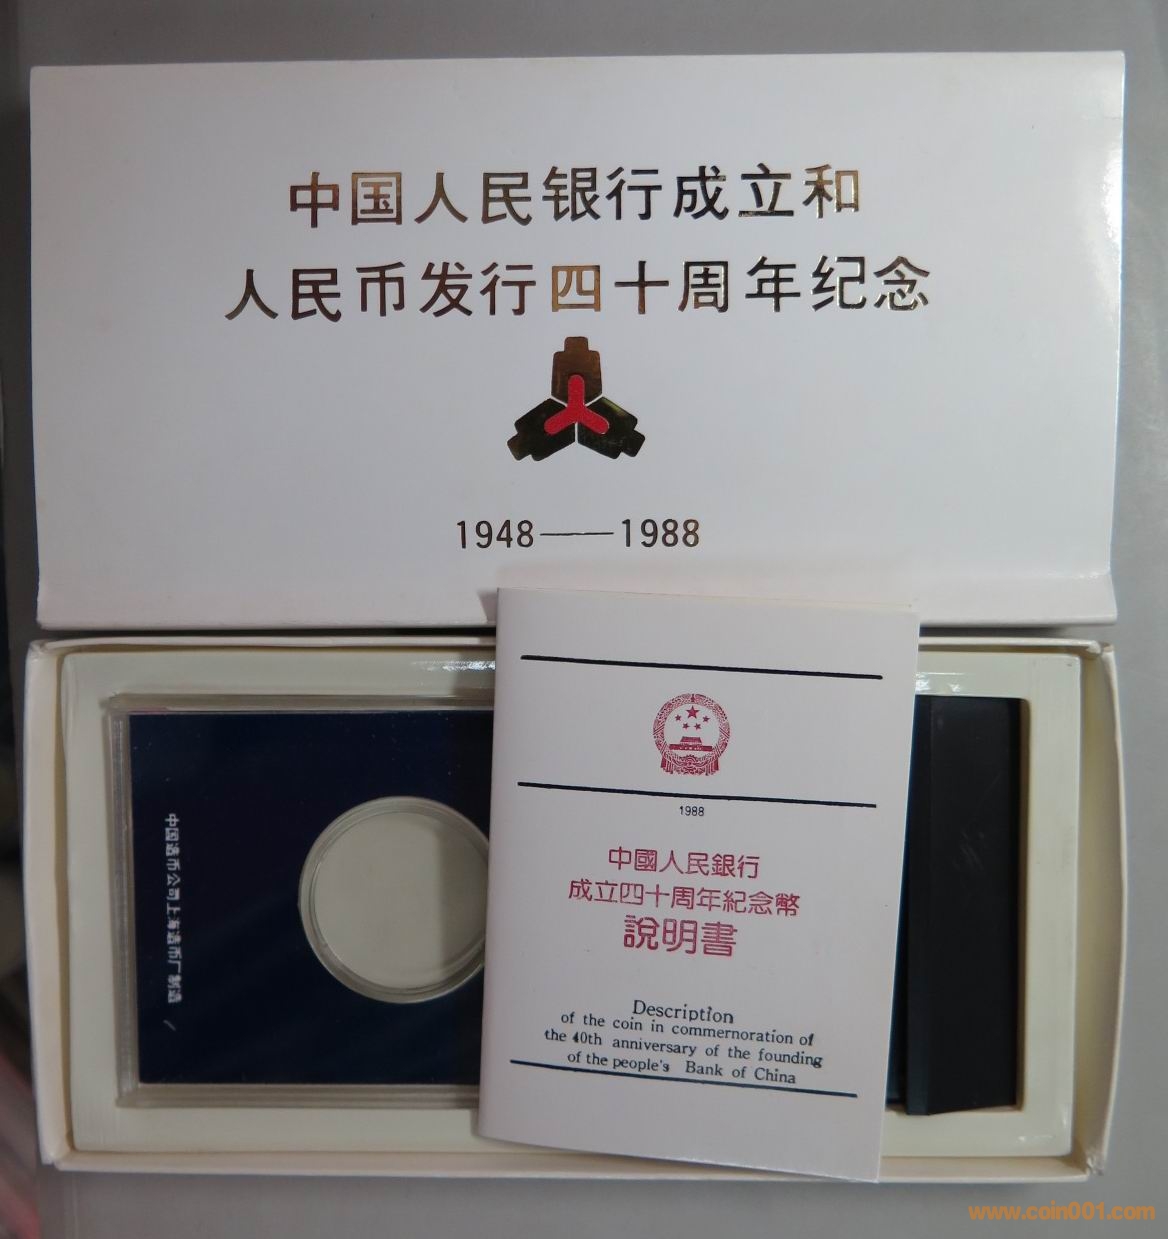 中国人民银行成立和
人民币发行四十周年纪念
1948——1988
中国造币公司上海造币厂制造
1988
中國人民銀行
成立四十周年紀念幣
說明書
Description
of the coin in commernoration of
the 40th anniversary of the founding
of the people's Bank of China
www.coin001.com